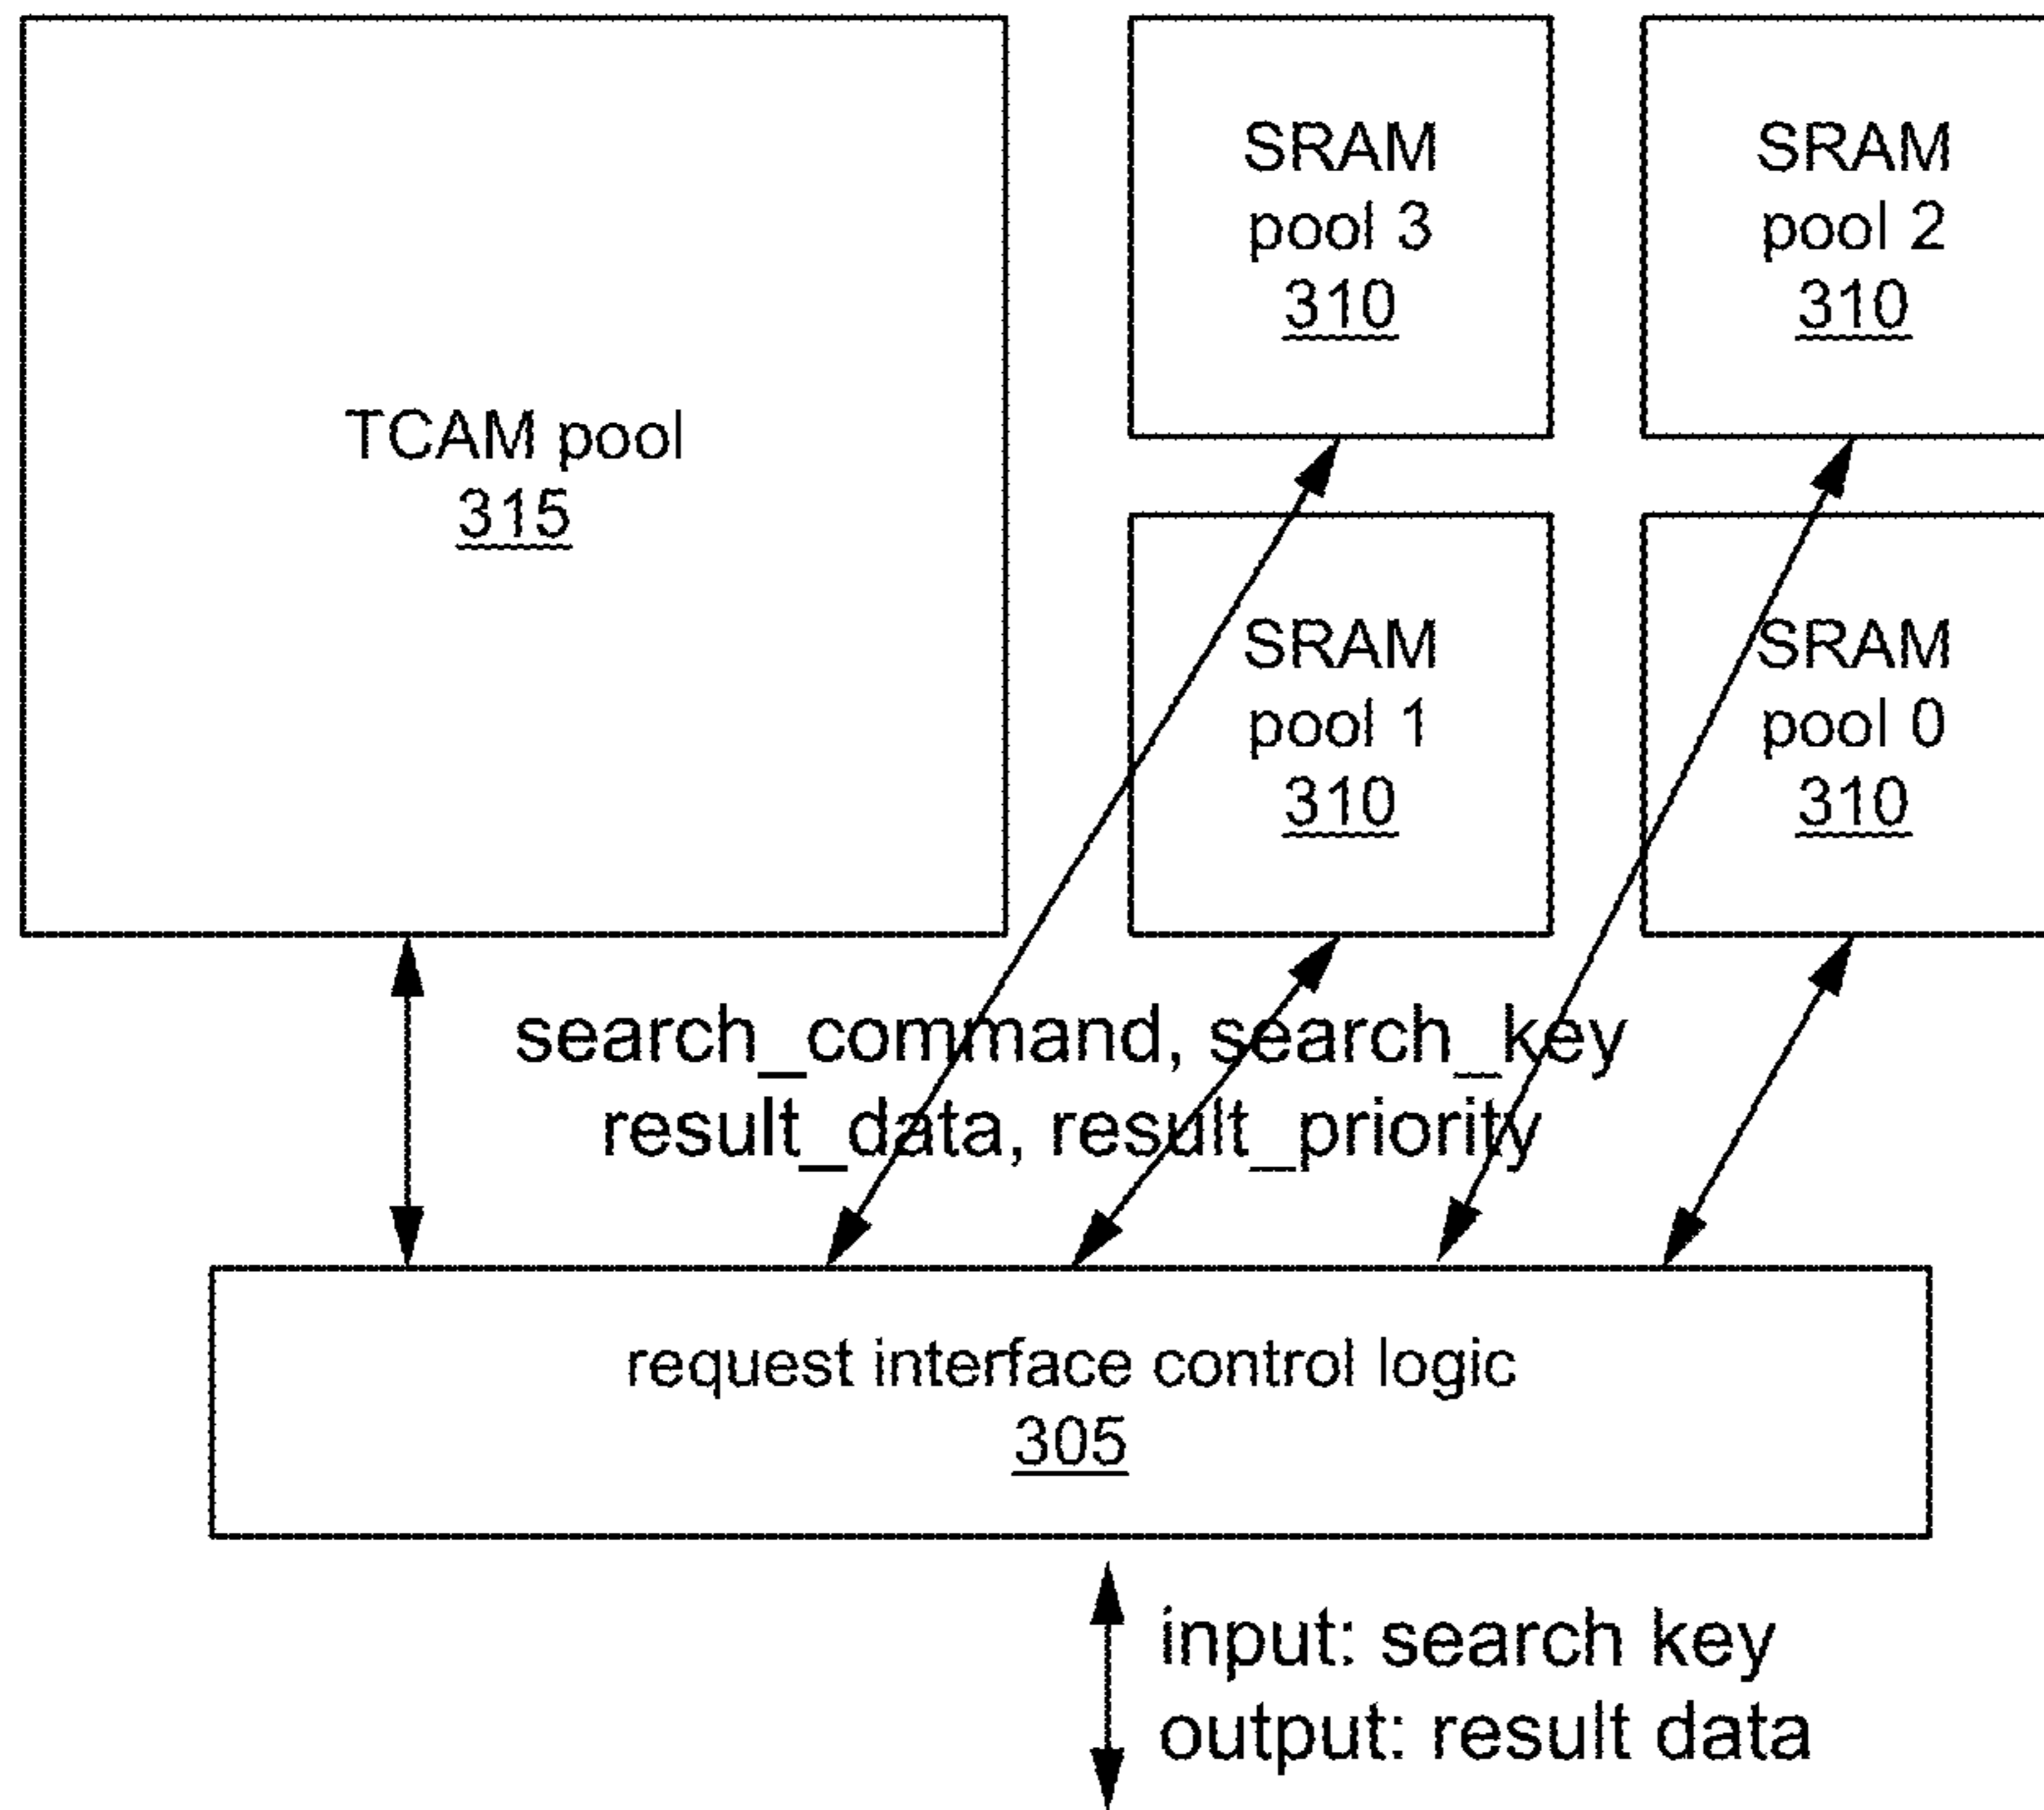 TCAM pool
315
SRAM
pool 3
310
SRAM
pool 2
310
SRAM
pool 1
310
SRAM
pool 0
310
search_command, search_key
result_data, result_priority
request interface control logic
305
input: search key
output: result data